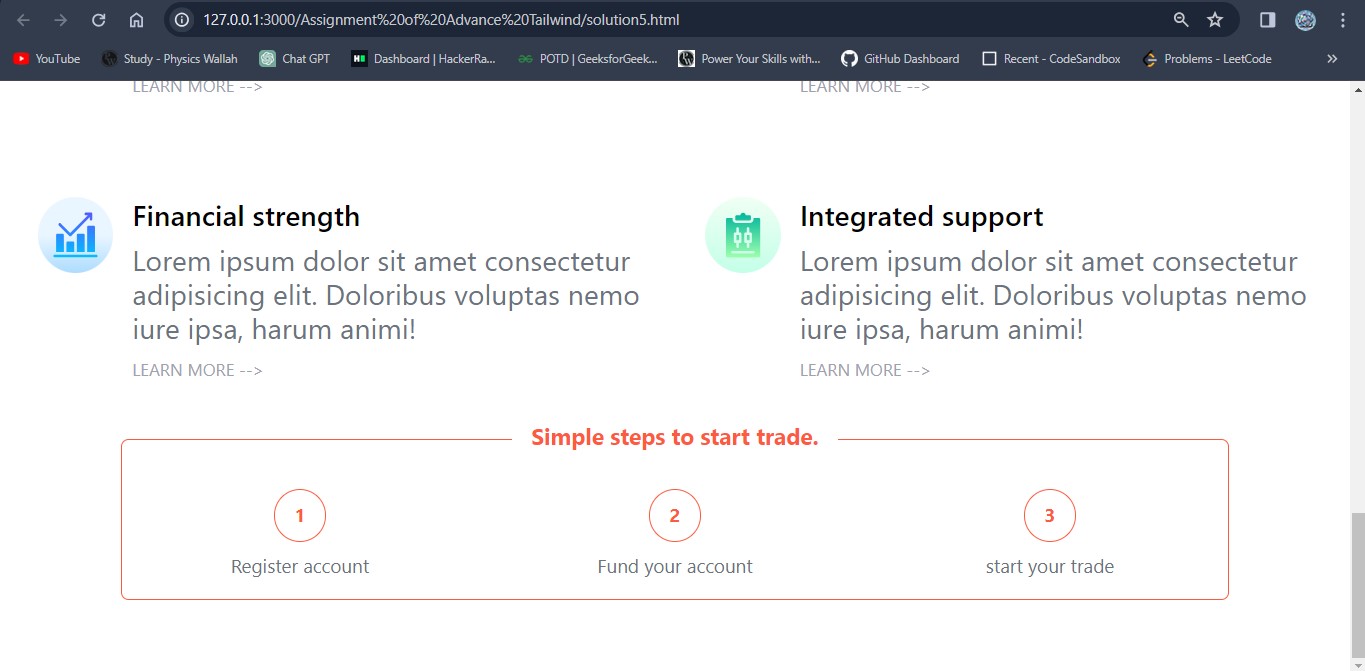 127.0.0.1:3000/Assignment%20of%20Advance%20Tailwind/solution5.html
YouTube Study - Physics Wallah Chat GPT Dashboard | HackerRa... POTD | GeeksforGeek... Power Your Skills with... GitHub Dashboard Recent - CodeSandbox Problems - LeetCode »
LEARN MORE --> LEARN MORE -->
Financial strength
Lorem ipsum dolor sit amet consectetur
adipisicing elit. Doloribus voluptas nemo
iure ipsa, harum animi!
LEARN MORE -->
Integrated support
Lorem ipsum dolor sit amet consectetur
adipisicing elit. Doloribus voluptas nemo
iure ipsa, harum animi!
LEARN MORE -->
Simple steps to start trade.
1
Register account
2
Fund your account
3
start your trade